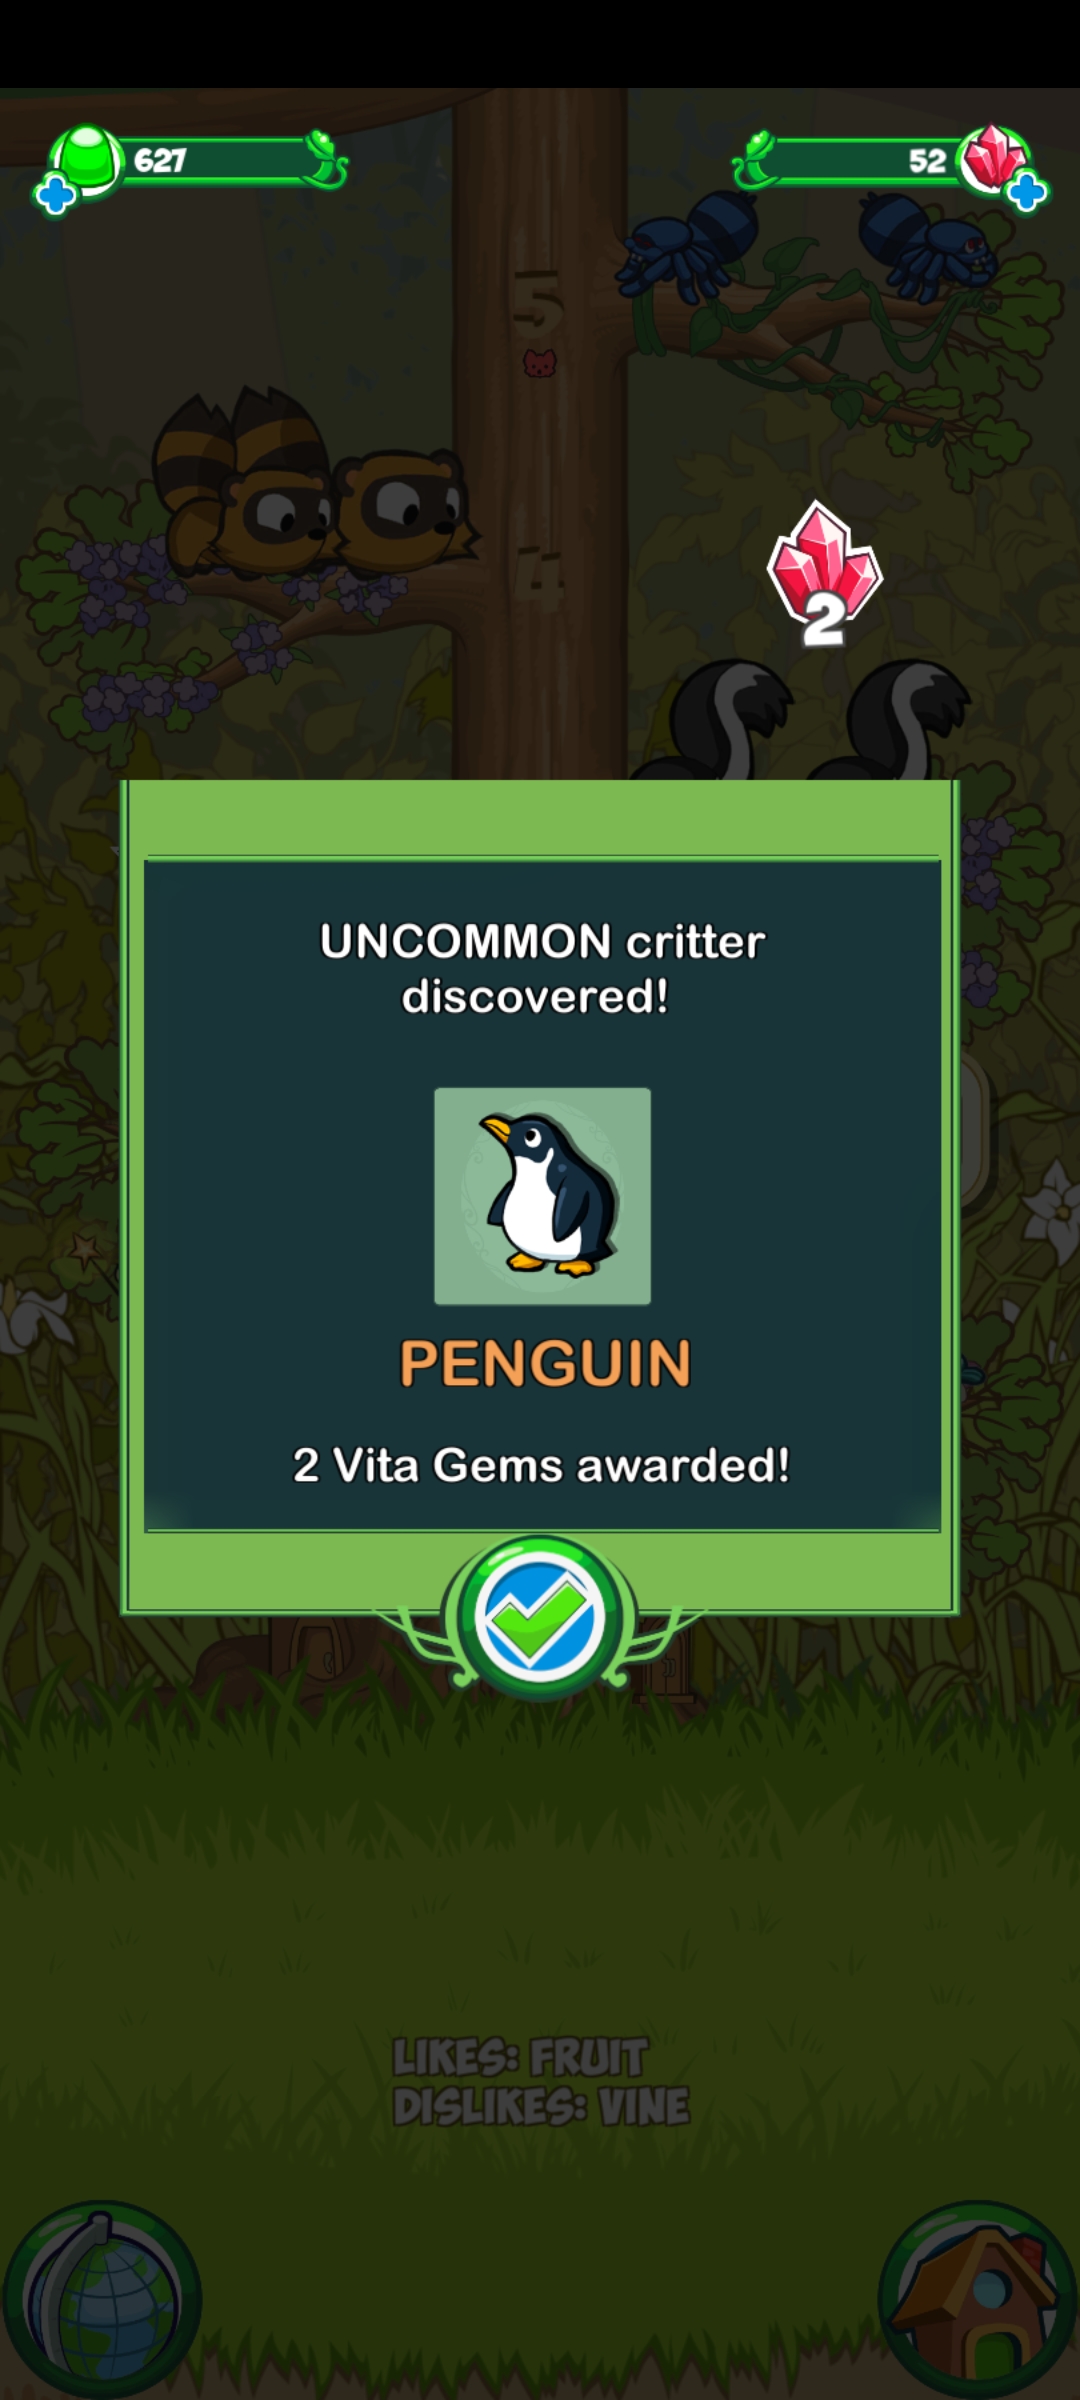 627
52
5
4
2
UNCOMMON critter
discovered!
PENGUIN
2 Vita Gems awarded!
LIKES: FRUIT
DISLIKES: VINE